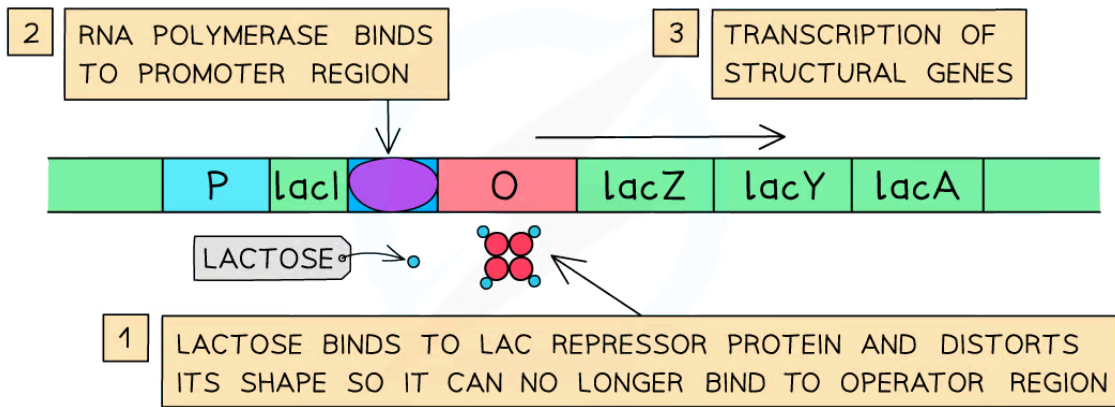 2
RNA POLYMERASE BINDS
TO PROMOTER REGION
3
TRANSCRIPTION OF
STRUCTURAL GENES
P
lacI
O
lacZ
lacY
lacA
LACTOSE
1
LACTOSE BINDS TO LAC REPRESSOR PROTEIN AND DISTORTS
ITS SHAPE SO IT CAN NO LONGER BIND TO OPERATOR REGION